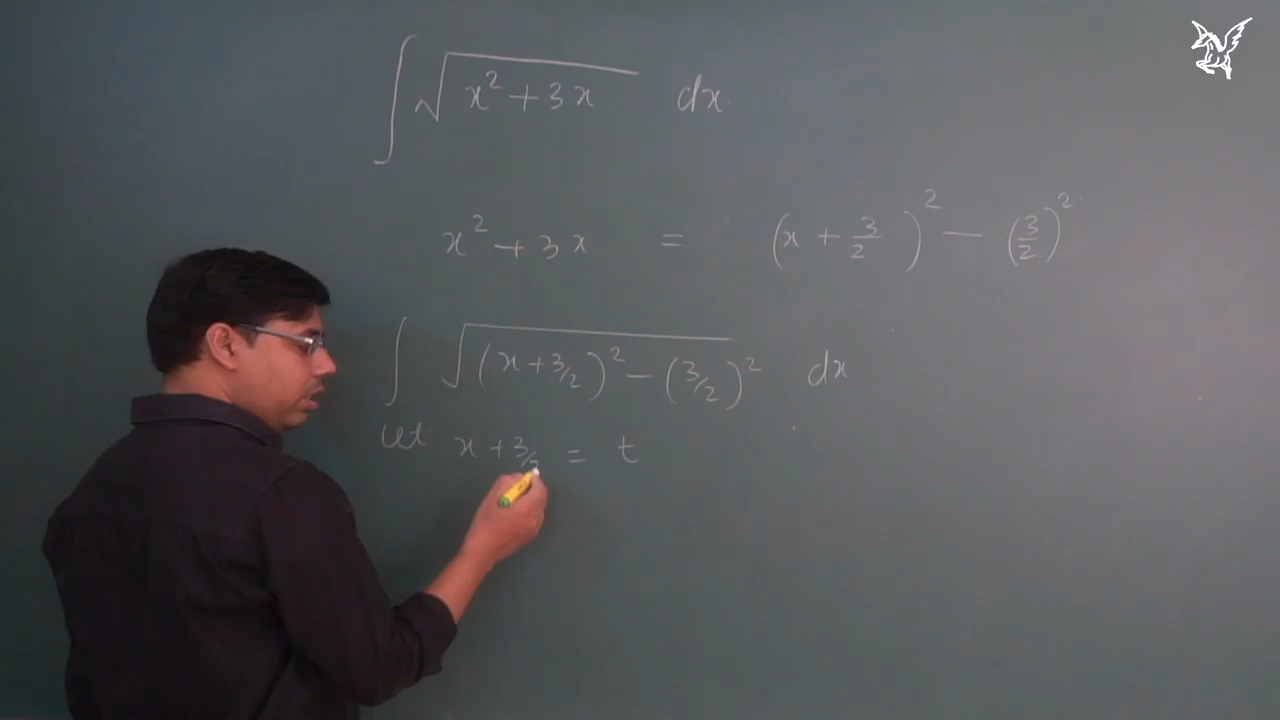 ∫ √(x² + 3x) dx
x² + 3x = (x + 3/2)² − (3/2)²
∫ √((x + 3/2)² − (3/2)²) dx
let x + 3/2 = t